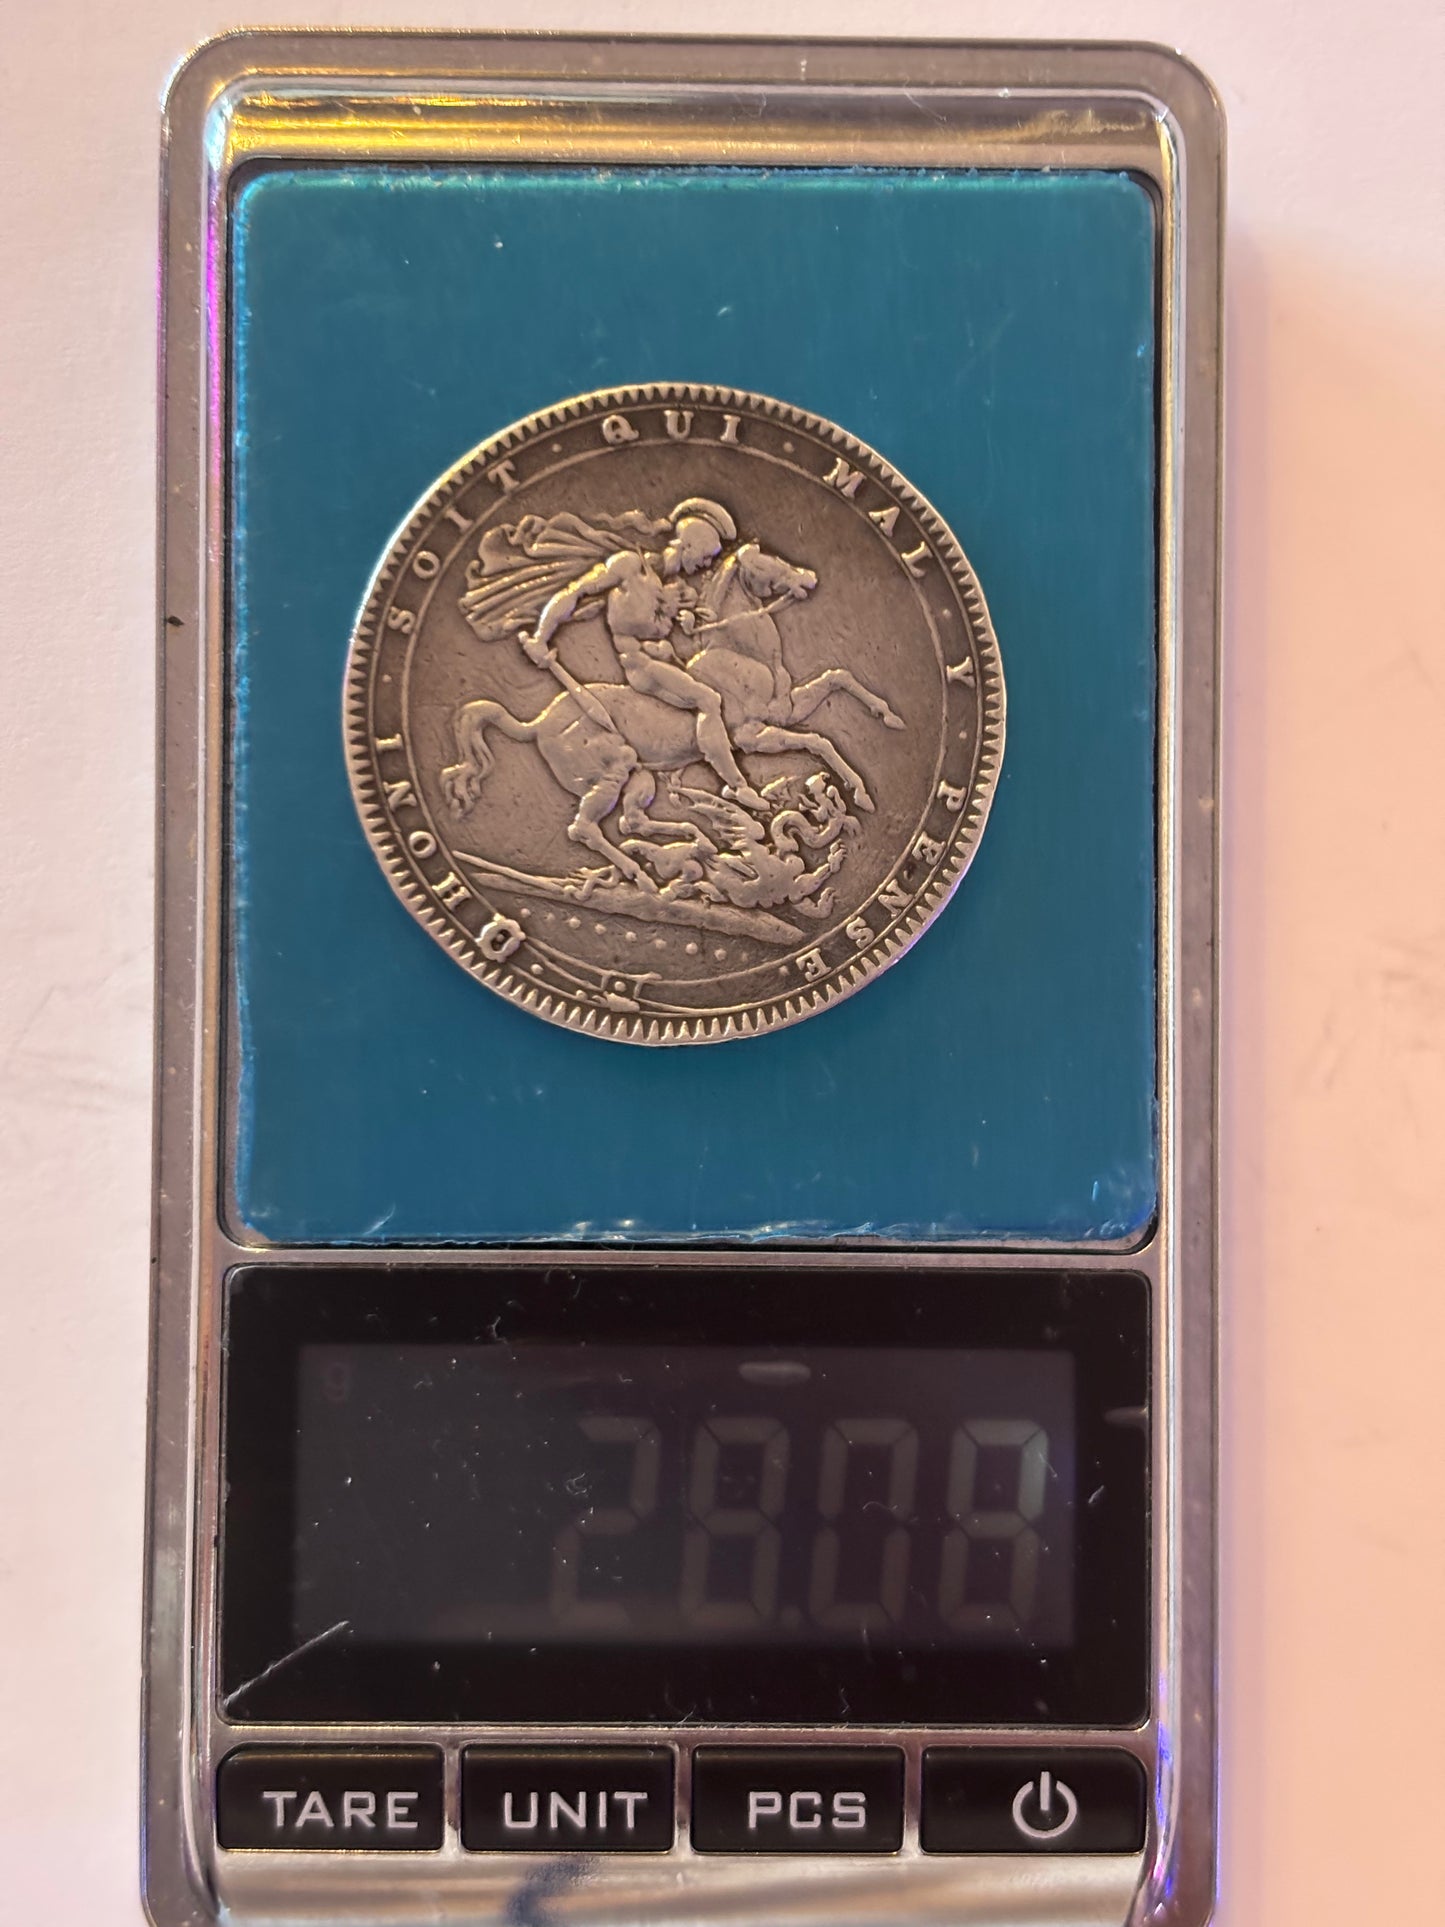 HONI · SOIT · QUI · MAL · Y · PENSE
g
28.08
TARE UNIT PCS